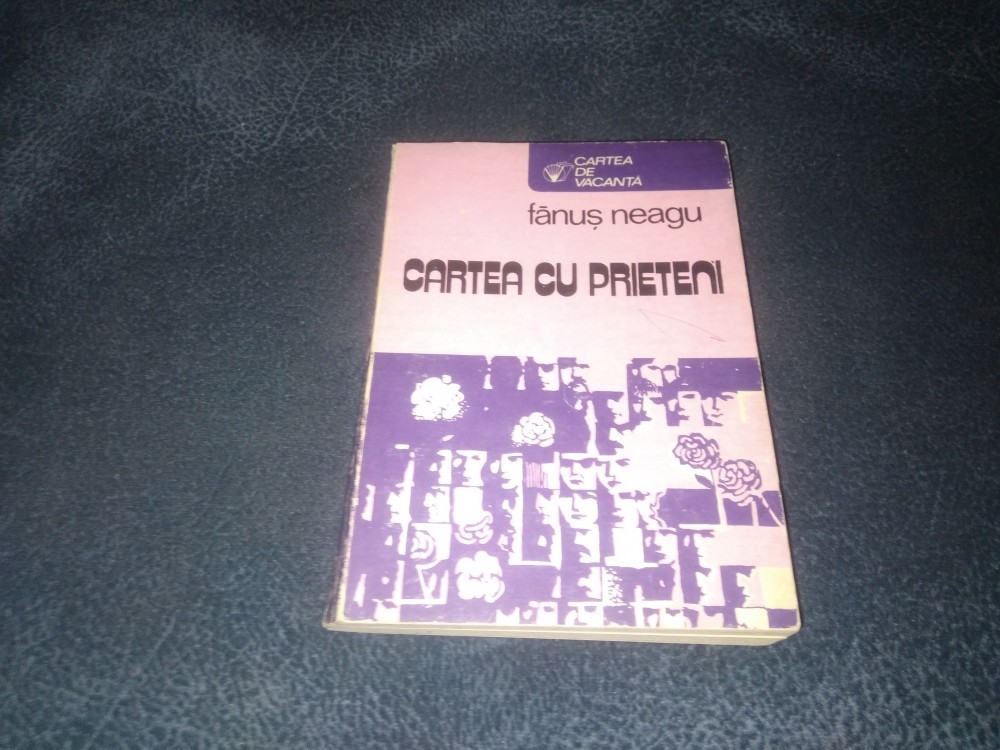 CARTEA
DE
VACANȚĂ
fănuș neagu
CARTEA CU PRIETENI